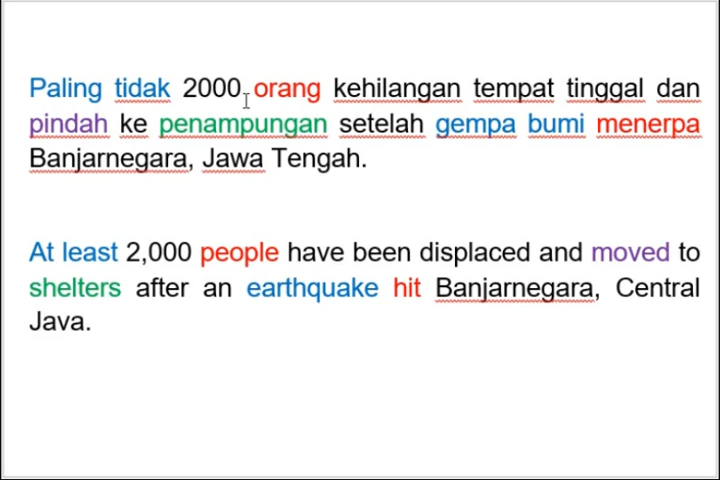 Paling tidak 2000 orang kehilangan tempat tinggal dan
pindah ke penampungan setelah gempa bumi menerpa
Banjarnegara, Jawa Tengah.
At least 2,000 people have been displaced and moved to
shelters after an earthquake hit Banjarnegara, Central
Java.